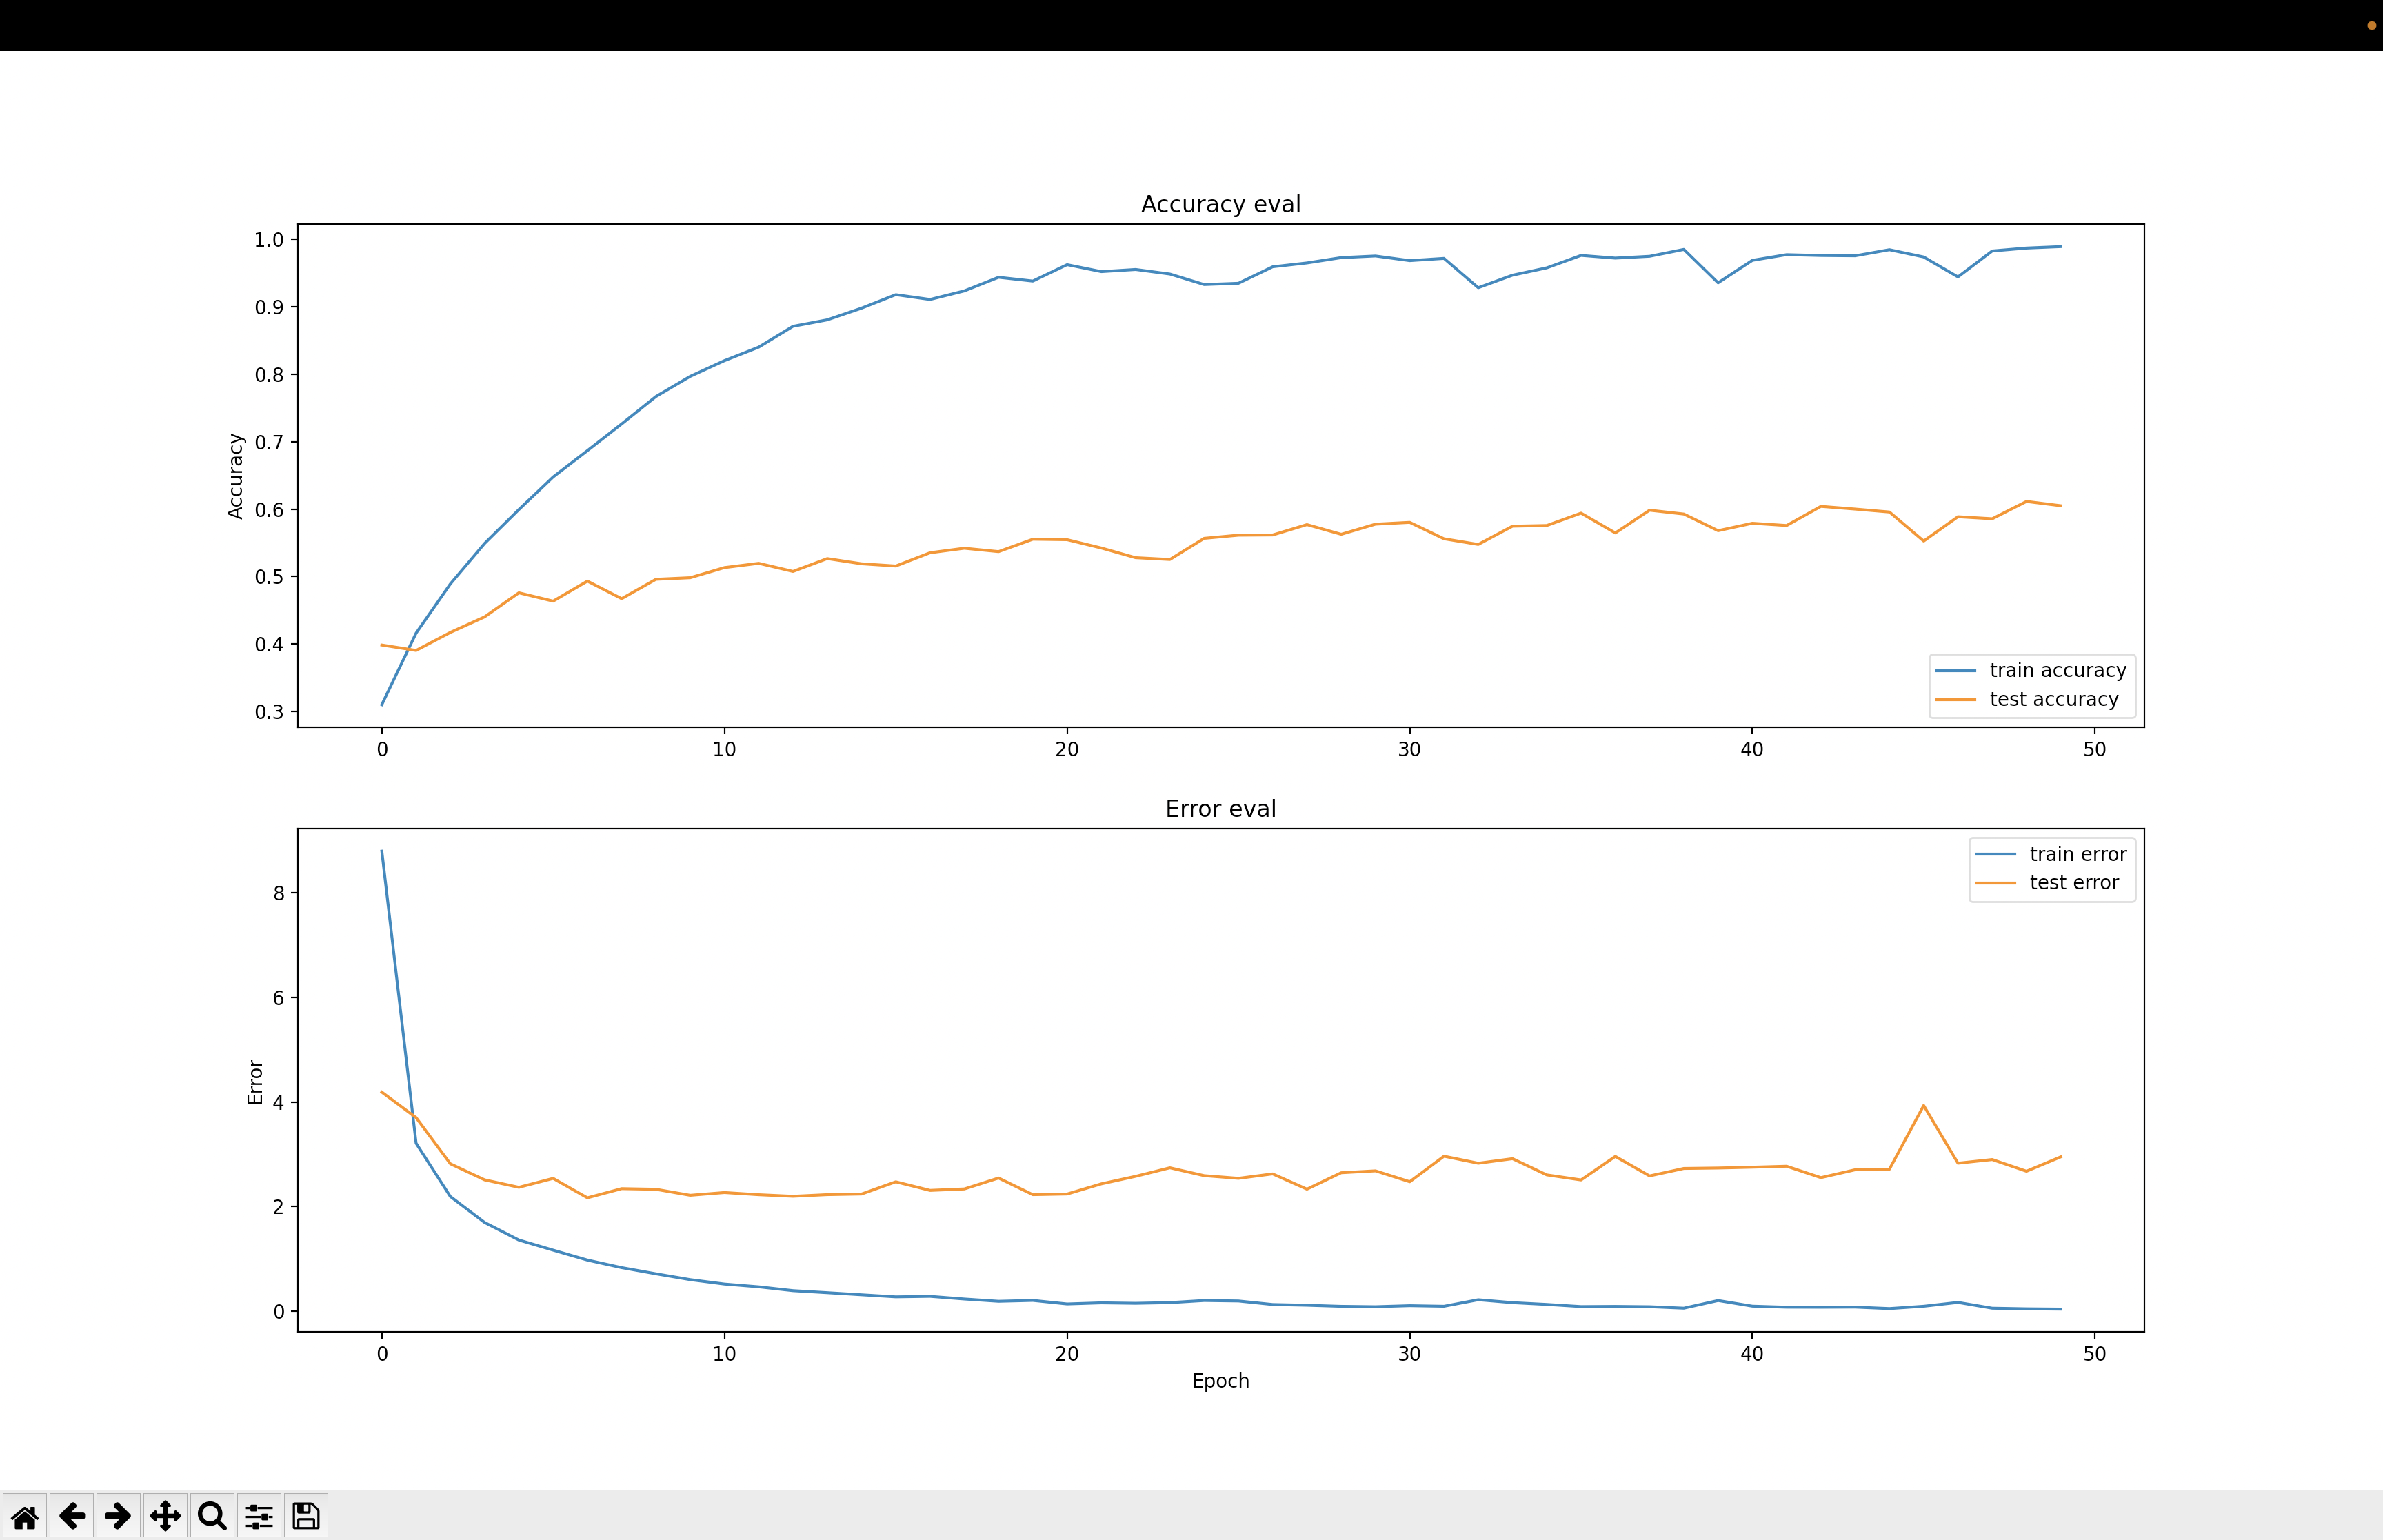 Accuracy eval
1.0
0.9
0.8
0.7
0.6
0.5
0.4
0.3
Accuracy
train accuracy
test accuracy
0 10 20 30 40 50
Error eval
8
6
4
2
0
Error
train error
test error
0 10 20 30 40 50
Epoch